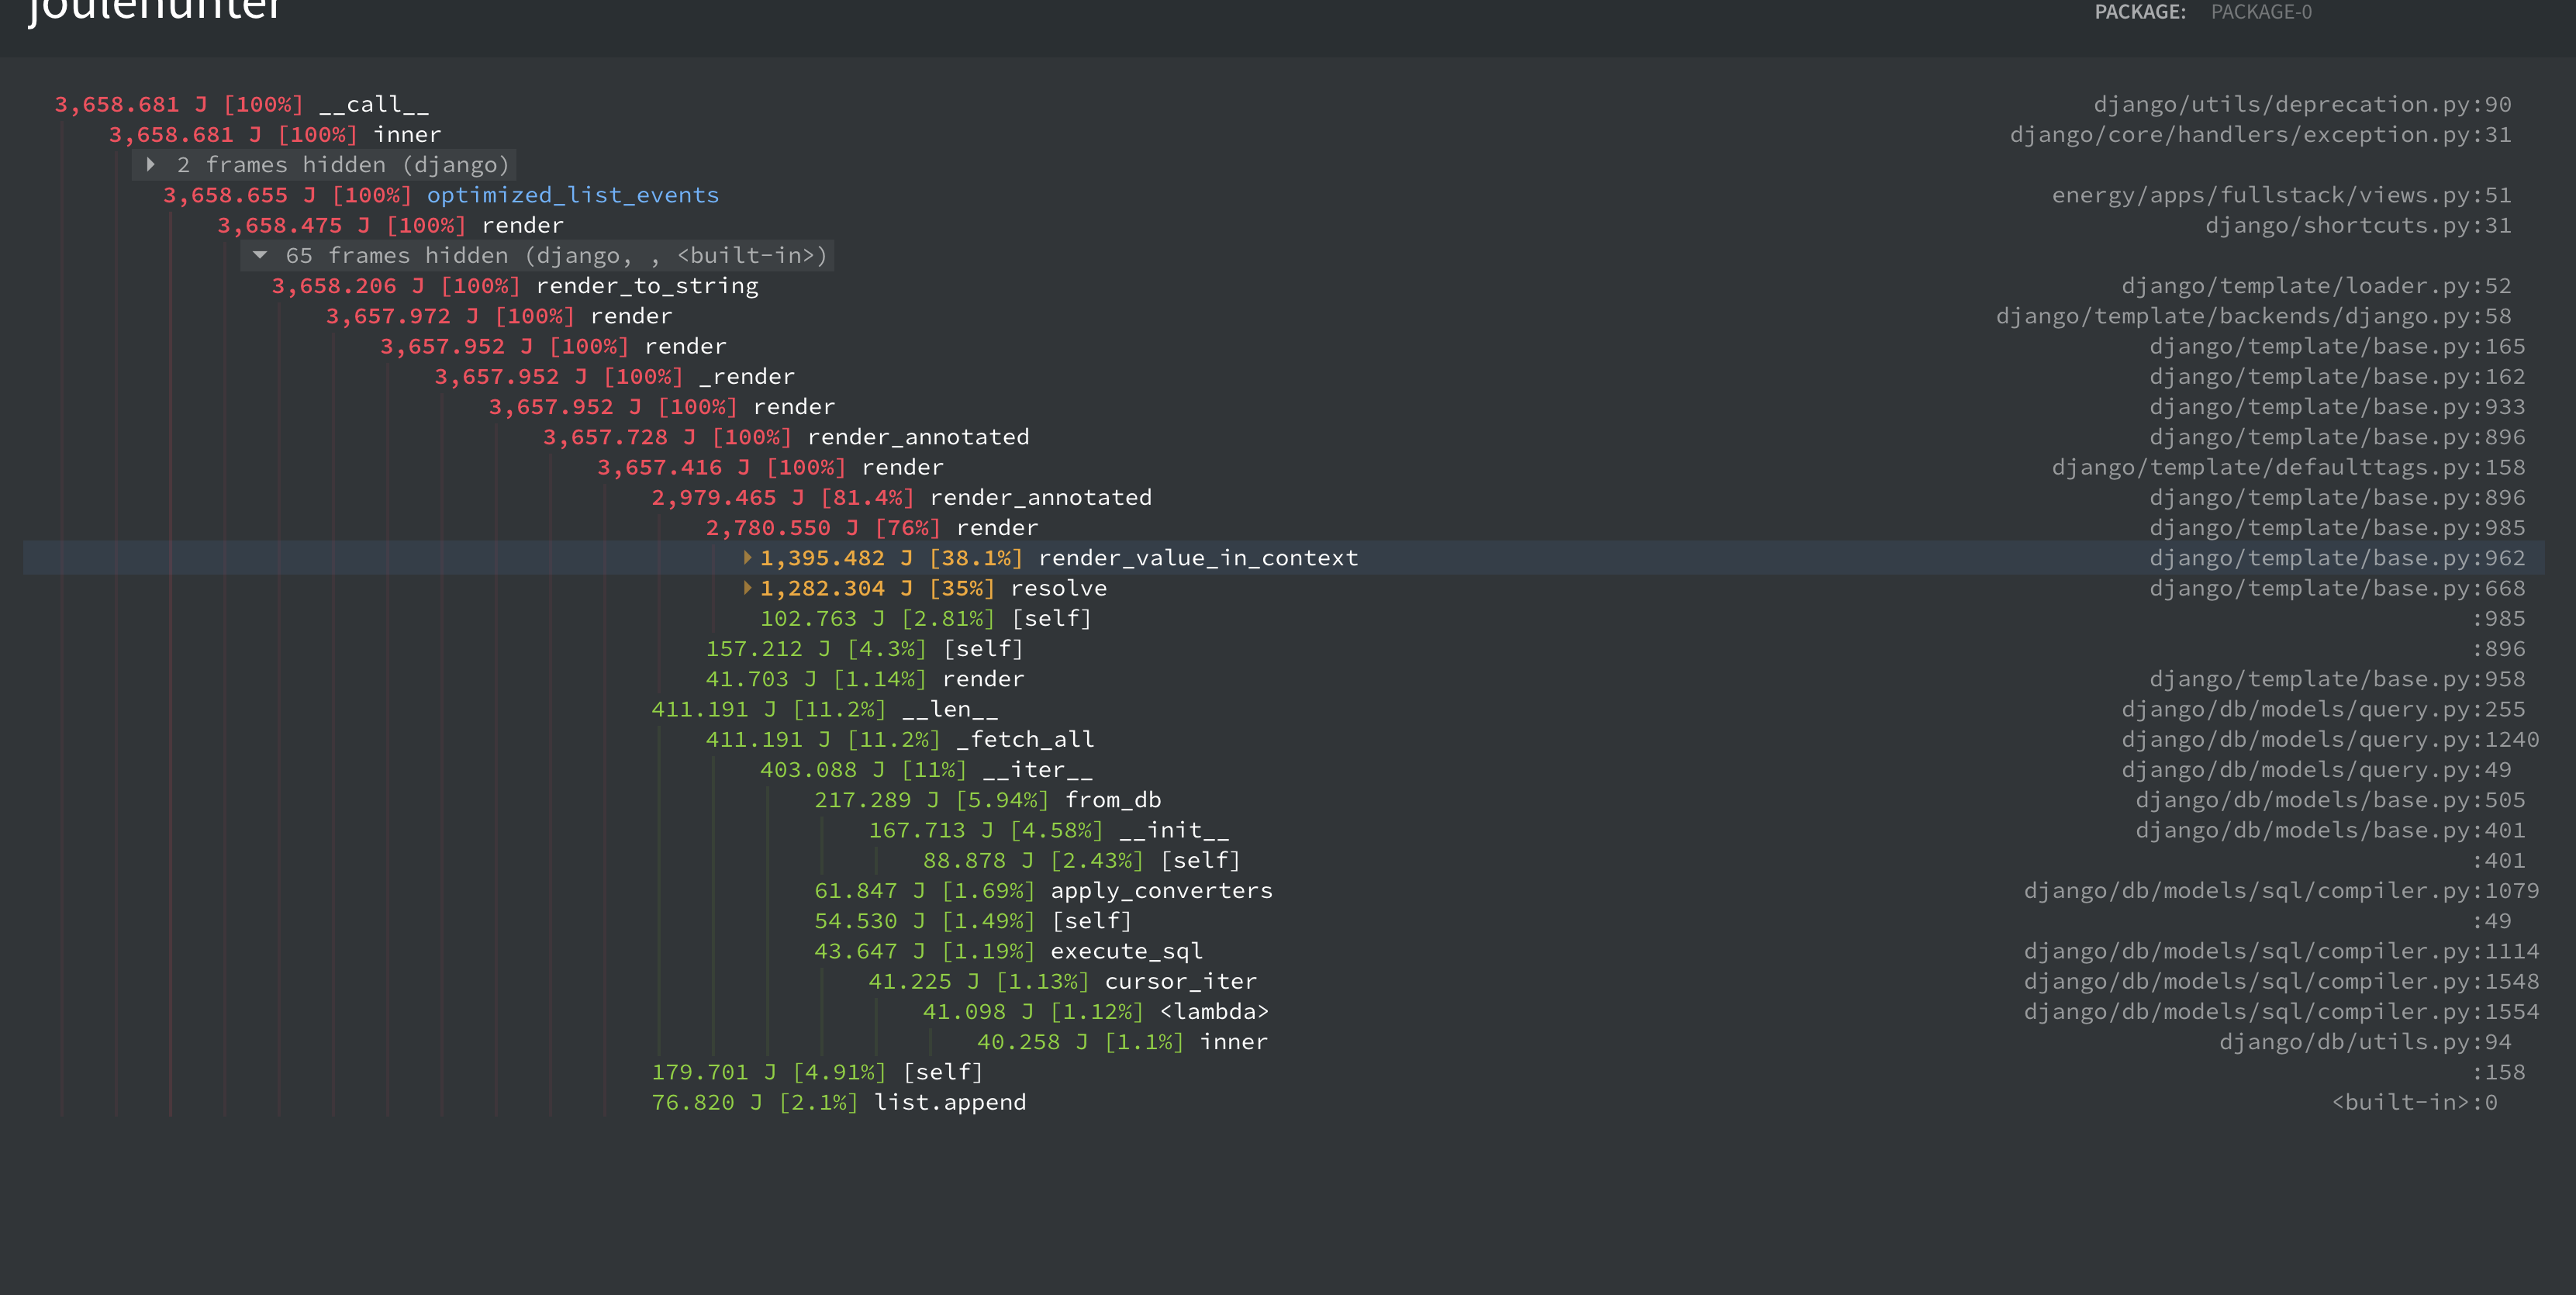 joulehunter
PACKAGE: PACKAGE-0
3,658.681 J [100%] __call__ django/utils/deprecation.py:90
3,658.681 J [100%] inner django/core/handlers/exception.py:31
2 frames hidden (django)
3,658.655 J [100%] optimized_list_events energy/apps/fullstack/views.py:51
3,658.475 J [100%] render django/shortcuts.py:31
65 frames hidden (django, , <built-in>)
3,658.206 J [100%] render_to_string django/template/loader.py:52
3,657.972 J [100%] render django/template/backends/django.py:58
3,657.952 J [100%] render django/template/base.py:165
3,657.952 J [100%] _render django/template/base.py:162
3,657.952 J [100%] render django/template/base.py:933
3,657.728 J [100%] render_annotated django/template/base.py:896
3,657.416 J [100%] render django/template/defaulttags.py:158
2,979.465 J [81.4%] render_annotated django/template/base.py:896
2,780.550 J [76%] render django/template/base.py:985
1,395.482 J [38.1%] render_value_in_context django/template/base.py:962
1,282.304 J [35%] resolve django/template/base.py:668
102.763 J [2.81%] [self] :985
157.212 J [4.3%] [self] :896
41.703 J [1.14%] render django/template/base.py:958
411.191 J [11.2%] __len__ django/db/models/query.py:255
411.191 J [11.2%] _fetch_all django/db/models/query.py:1240
403.088 J [11%] __iter__ django/db/models/query.py:49
217.289 J [5.94%] from_db django/db/models/base.py:505
167.713 J [4.58%] __init__ django/db/models/base.py:401
88.878 J [2.43%] [self] :401
61.847 J [1.69%] apply_converters django/db/models/sql/compiler.py:1079
54.530 J [1.49%] [self] :49
43.647 J [1.19%] execute_sql django/db/models/sql/compiler.py:1114
41.225 J [1.13%] cursor_iter django/db/models/sql/compiler.py:1548
41.098 J [1.12%] <lambda> django/db/models/sql/compiler.py:1554
40.258 J [1.1%] inner django/db/utils.py:94
179.701 J [4.91%] [self] :158
76.820 J [2.1%] list.append <built-in>:0